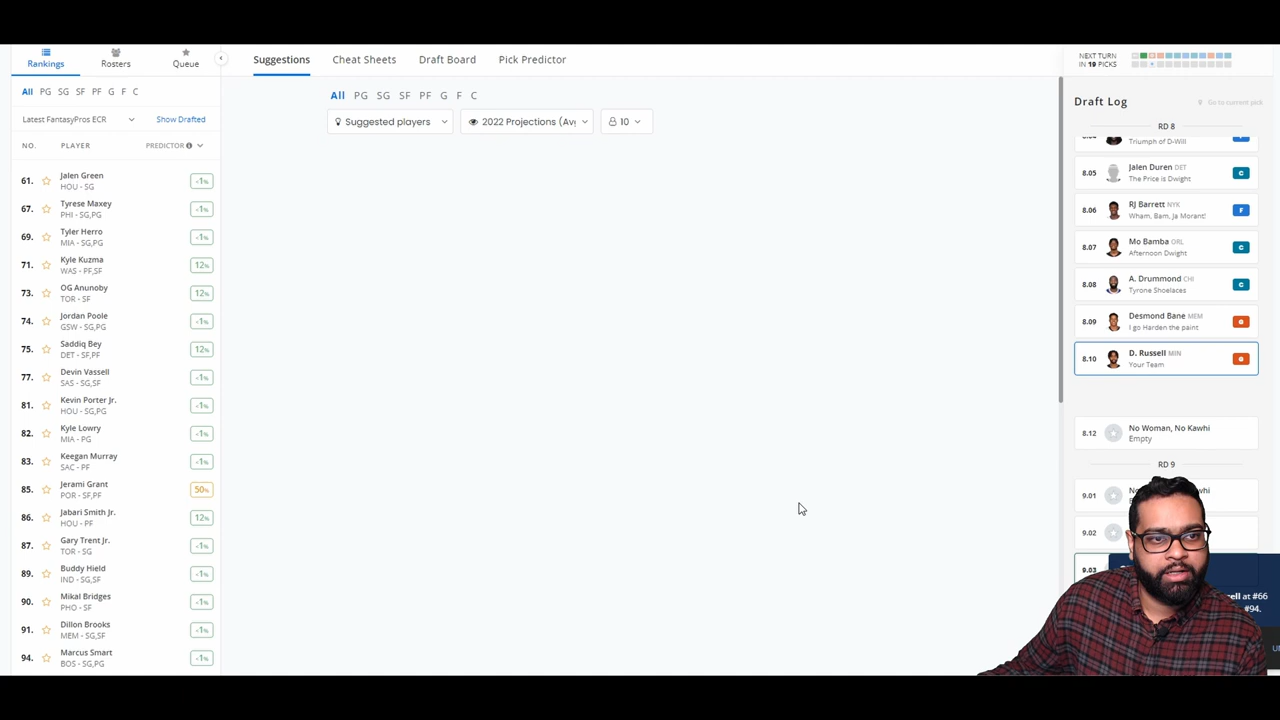 Rankings
Rosters
Queue
Suggestions
Cheat Sheets
Draft Board
Pick Predictor
NEXT TURN
IN 19 PICKS
All PG SG SF PF G F C
Latest FantasyPros ECR
Show Drafted
NO. PLAYER PREDICTOR
61. Jalen Green <1%
HOU - SG
67. Tyrese Maxey <1%
PHI - SG,PG
69. Tyler Herro <1%
MIA - SG,PG
71. Kyle Kuzma 12%
WAS - PF,SF
73. OG Anunoby 12%
TOR - SF
74. Jordan Poole <1%
GSW - SG,PG
75. Saddiq Bey 12%
DET - SF,PF
77. Devin Vassell <1%
SAS - SG,SF
81. Kevin Porter Jr. <1%
HOU - SG,PG
82. Kyle Lowry <1%
MIA - PG
83. Keegan Murray <1%
SAC - PF
85. Jerami Grant 50%
POR - SF,PF
86. Jabari Smith Jr. 12%
HOU - PF
87. Gary Trent Jr. <1%
TOR - SG
89. Buddy Hield <1%
IND - SG,SF
90. Mikal Bridges <1%
PHO - SF
91. Dillon Brooks <1%
MEM - SG,SF
94. Marcus Smart <1%
BOS - SG,PG
All PG SG SF PF G F C
Suggested players
2022 Projections (Av
10
Draft Log
Go to current pick
RD 8
Triumph of D-Will
8.05 Jalen Duren DET C
The Price is Dwight
8.06 RJ Barrett NYK F
Wham, Bam, Ja Morant!
8.07 Mo Bamba ORL C
Afternoon Dwight
8.08 A. Drummond CHI C
Tyrone Shoelaces
8.09 Desmond Bane MEM G
I go Harden the paint
8.10 D. Russell MIN G
Your Team
8.12 No Woman, No Kawhi
Empty
RD 9
9.01
9.02
9.03
at #66
#94.